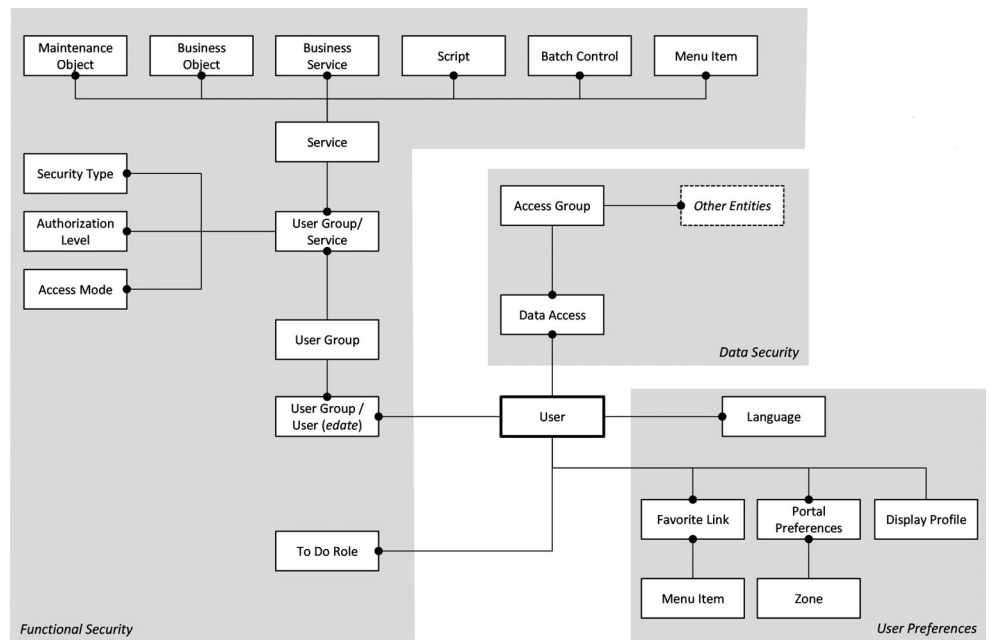 Maintenance
Object
Business
Object
Business
Service
Script
Batch Control
Menu Item
Service
Security Type
Authorization
Level
Access Mode
User Group/
Service
Access Group
Other Entities
Data Access
Data Security
User Group
User Group /
User (edate)
User
Language
Favorite Link
Portal
Preferences
Display Profile
To Do Role
Menu Item
Zone
Functional Security
User Preferences